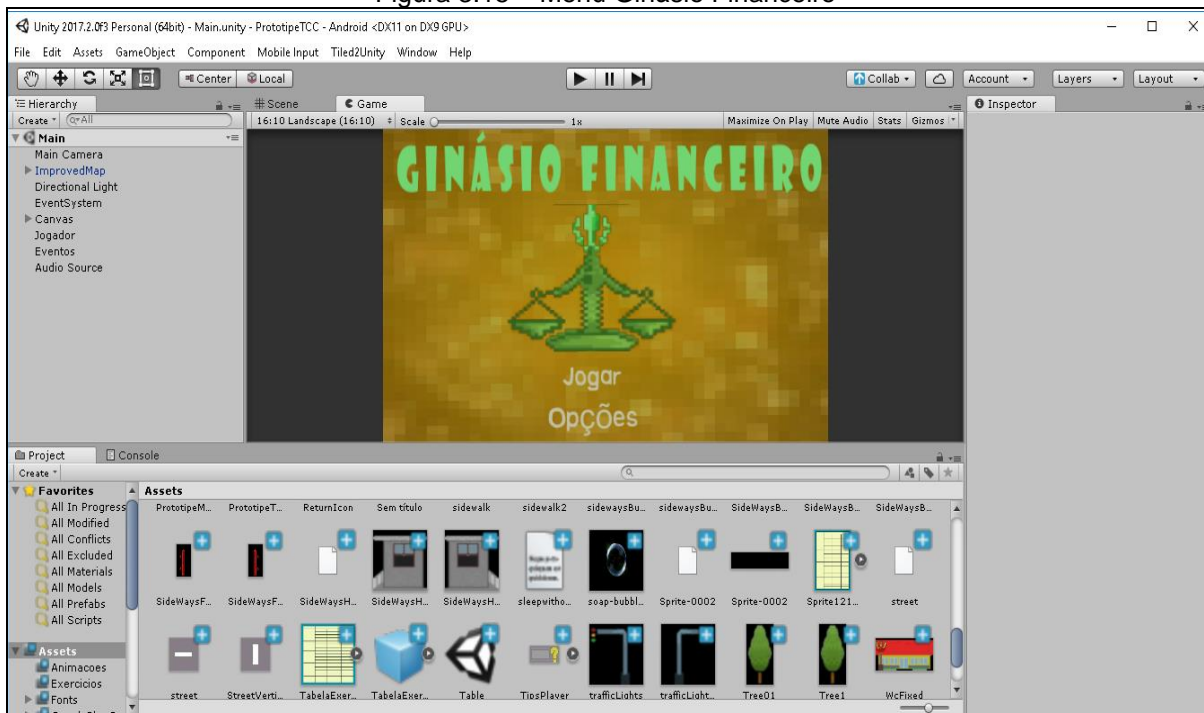 Unity 2017.2.0f3 Personal (64bit) - Main.unity - PrototipeTCC - Android <DX11 on DX9 GPU>
File Edit Assets GameObject Component Mobile Input Tiled2Unity Window Help
Center Local Collab Account Layers Layout
Hierarchy # Scene Game Inspector
Create All 16:10 Landscape (16:10) Scale 1x Maximize On Play Mute Audio Stats Gizmos
Main
Main Camera
ImprovedMap
Directional Light
EventSystem
Canvas
Jogador
Eventos
Audio Source
GINÁSIO FINANCEIRO
Jogar
Opções
Project Console
Create
Favorites
All In Progress
All Modified
All Conflicts
All Excluded
All Materials
All Models
All Prefabs
All Scripts
Assets
Animacoes
Exercicios
Fonts
Assets
PrototipeM... PrototipeT... ReturnIcon Sem título sidewalk sidewalk2 sidewaysBu... sidewaysBu... SideWaysB... SideWaysB... SideWaysB...
SideWaysF... SideWaysF... SideWaysH... SideWaysH... SideWaysH... sleepwitho... soap-bubbl... Sprite-0002 Sprite-0002 Sprite121... street
street StreetVerti... TabelaExer... TabelaExer... Table TipsPlayer trafficLights trafficLight... Tree01 Tree1 WcFixed